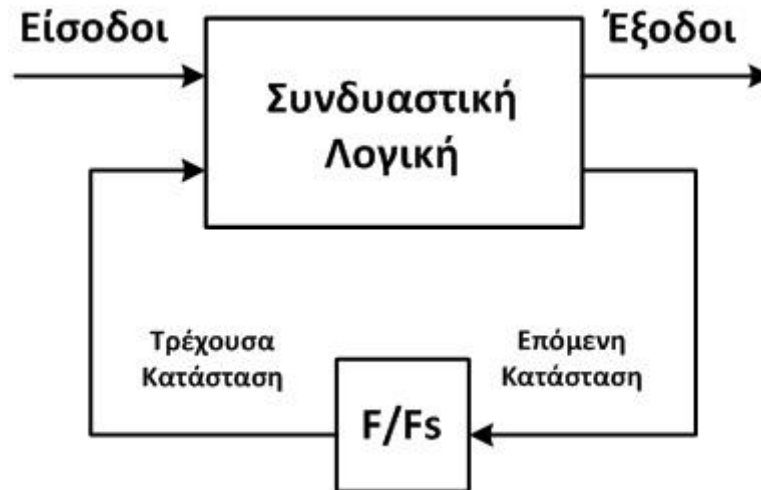 Είσοδοι
Έξοδοι
Συνδυαστική
Λογική
Τρέχουσα
Κατάσταση
Επόμενη
Κατάσταση
F/Fs